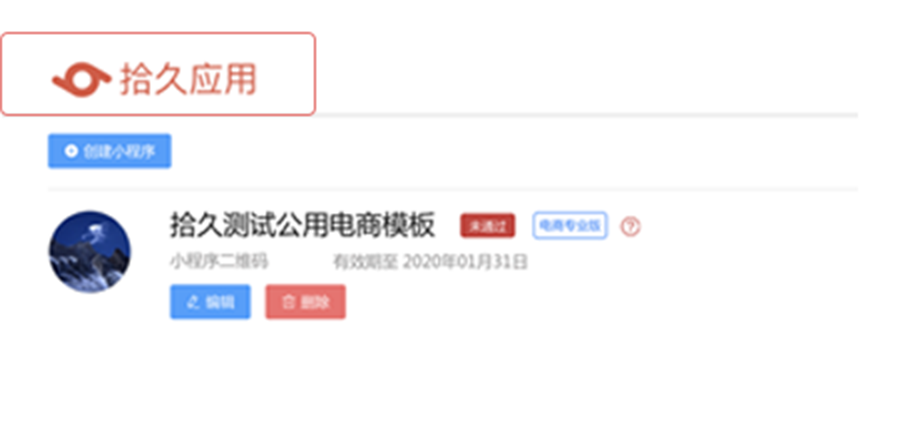 拾久应用
创建小程序
拾久测试公用电商模板 未通过 电商专业版 ?
小程序二维码 有效期至 2020年01月31日
编辑 删除